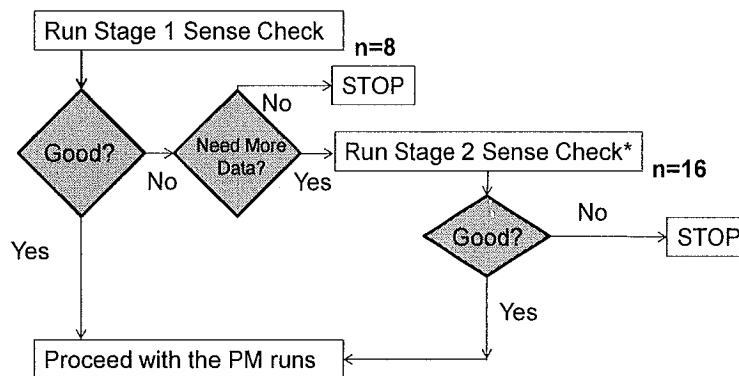 Run Stage 1 Sense Check
n=8
STOP
No
Good?
No
Need More
Data?
Yes
Run Stage 2 Sense Check*
n=16
Good?
No
STOP
Yes
Yes
Proceed with the PM runs